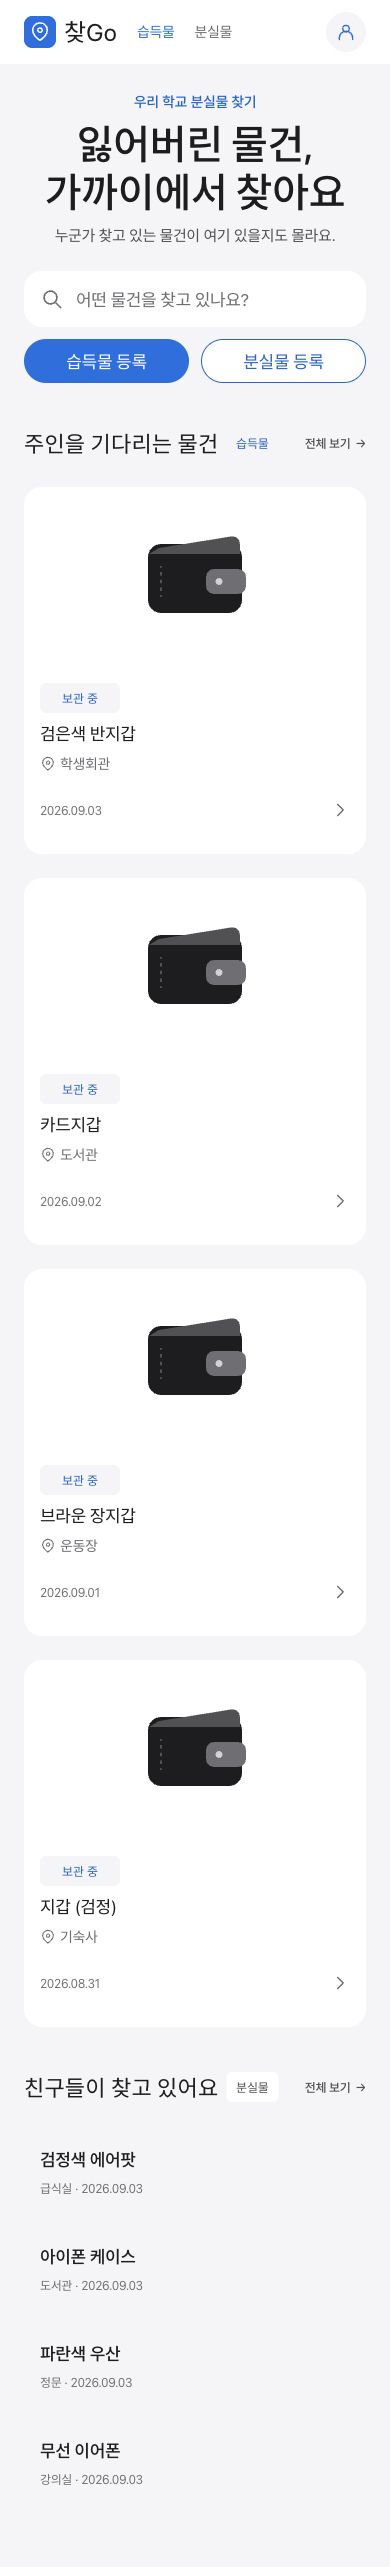 찾Go 습득물 분실물
우리 학교 분실물 찾기
잃어버린 물건,
가까이에서 찾아요
누군가 찾고 있는 물건이 여기 있을지도 몰라요.
어떤 물건을 찾고 있나요?
습득물 등록 분실물 등록
주인을 기다리는 물건 습득물 전체 보기 →
보관 중
검은색 반지갑
학생회관
2026.09.03
보관 중
카드지갑
도서관
2026.09.02
보관 중
브라운 장지갑
운동장
2026.09.01
보관 중
지갑 (검정)
기숙사
2026.08.31
친구들이 찾고 있어요 분실물 전체 보기 →
검정색 에어팟
급식실 · 2026.09.03
아이폰 케이스
도서관 · 2026.09.03
파란색 우산
정문 · 2026.09.03
무선 이어폰
강의실 · 2026.09.03